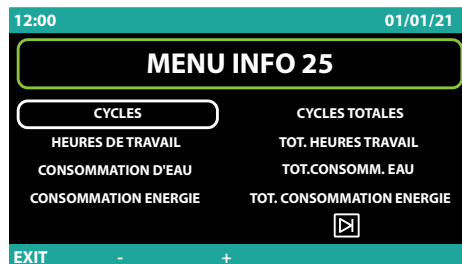 12:00 01/01/21
MENU INFO 25
CYCLES CYCLES TOTALES
HEURES DE TRAVAIL TOT. HEURES TRAVAIL
CONSOMMATION D'EAU TOT.CONSOMM. EAU
CONSOMMATION ENERGIE TOT. CONSOMMATION ENERGIE
EXIT - +